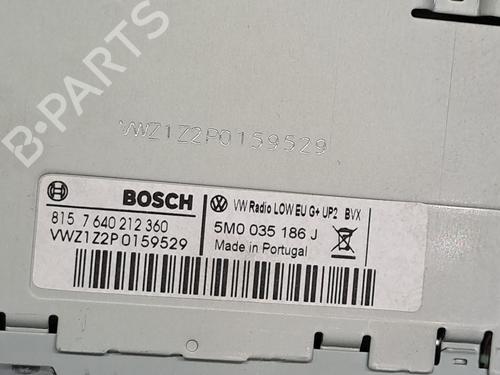 B-PARTS
VWZ1Z2P0159529
BOSCH
VW Radio LOW EU G+ UP2 BVX
815 7 640 212 360
5M0 035 186 J
VWZ1Z2P0159529
Made in Portugal